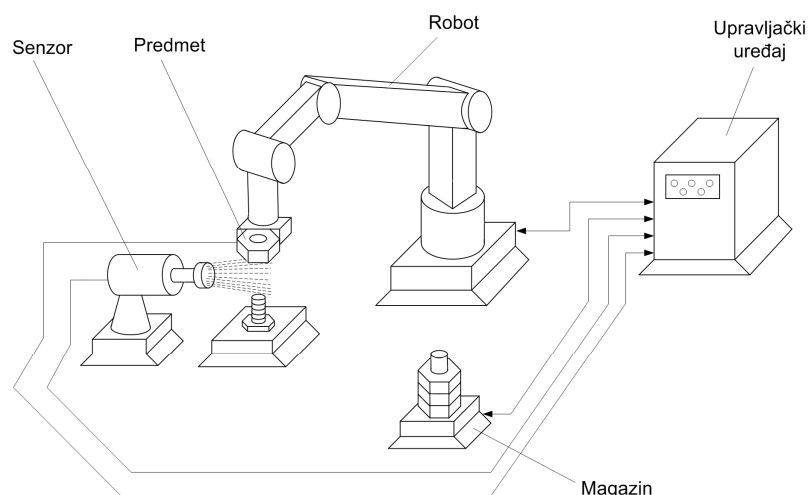 Senzor
Predmet
Robot
Upravljački
uređaj
Magazin